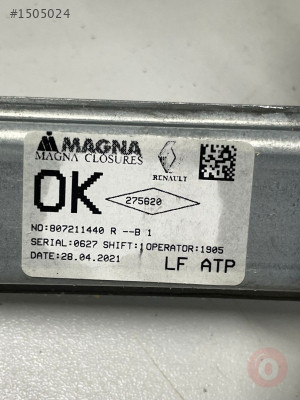 #1505024
MAGNA
MAGNA CLOSURES
RENAULT
OK
275620
NO:807211440 R --B 1
SERIAL:0627 SHIFT:1 OPERATOR:1905
DATE:28.04.2021
LF ATP